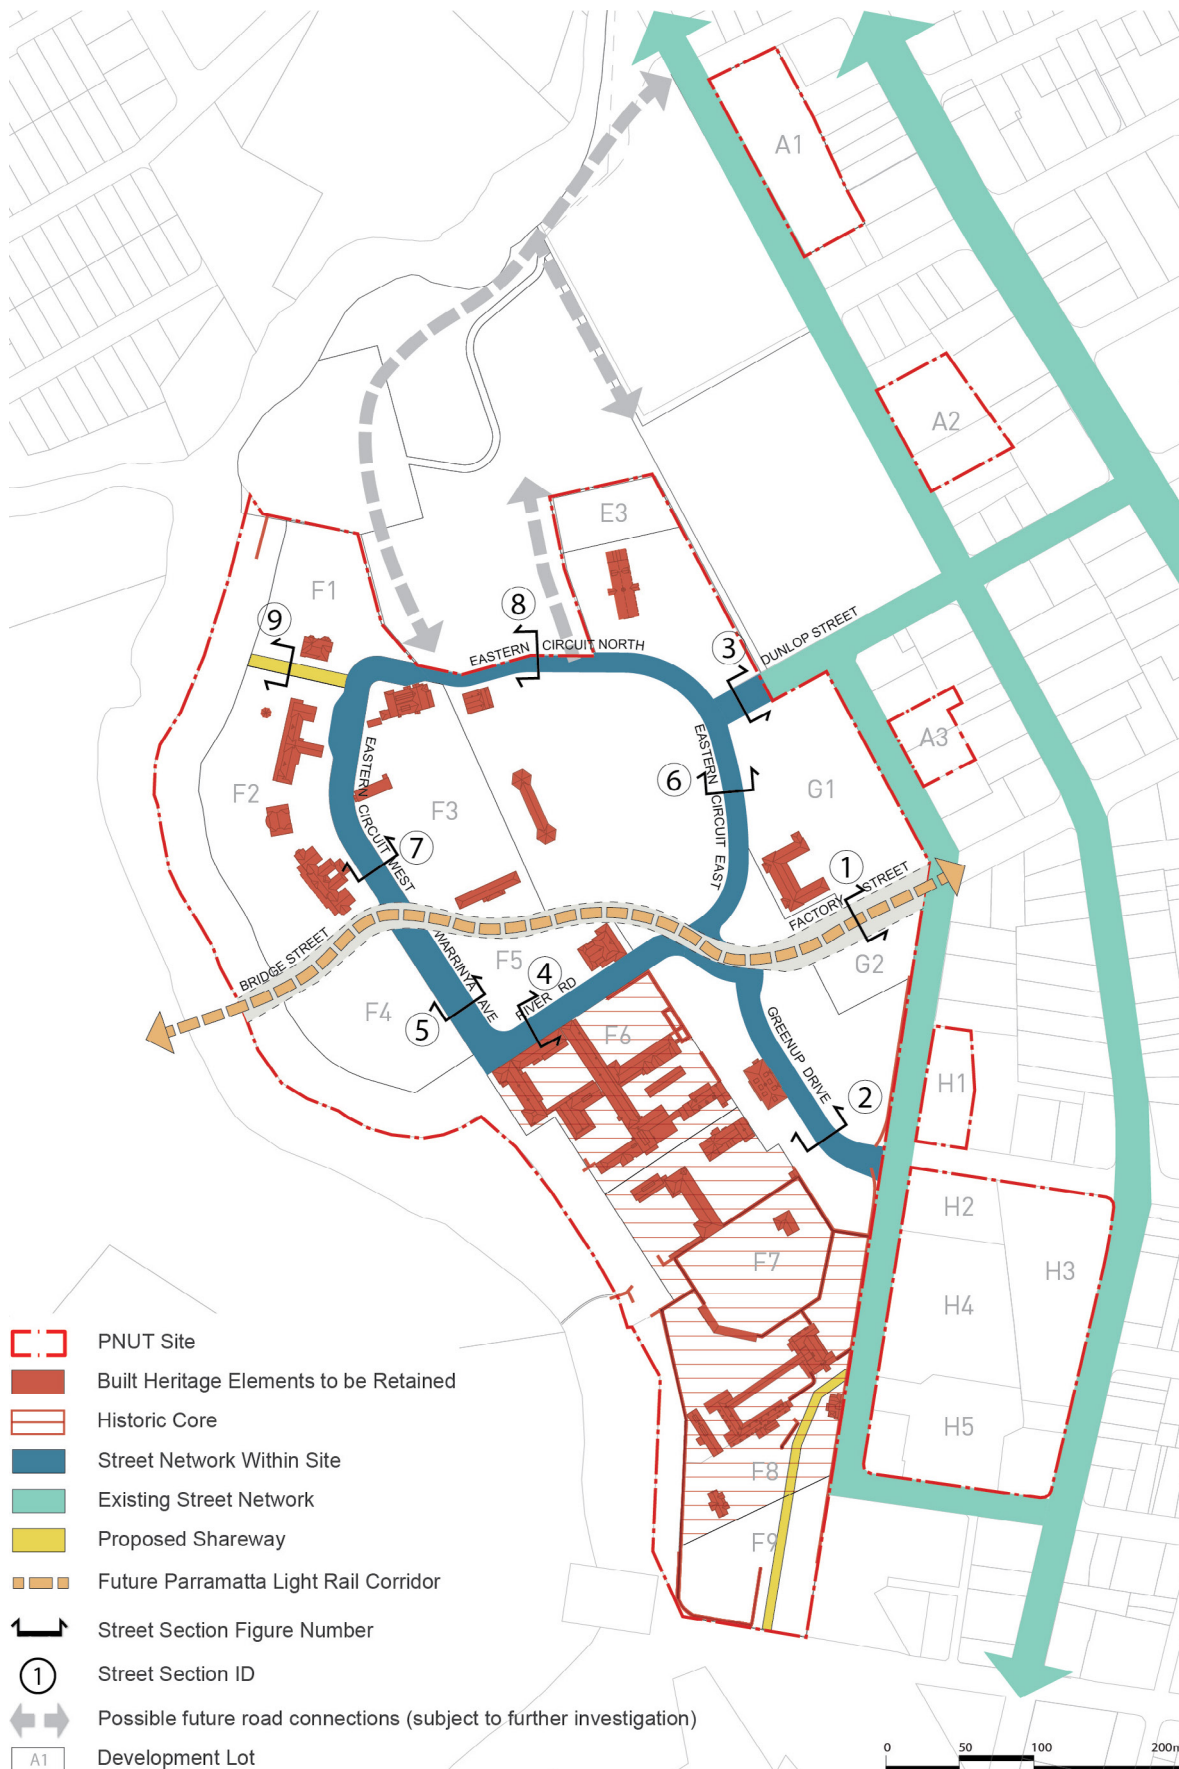 A1
A2
E3
F1
8
9
EASTERN CIRCUIT NORTH
3
DUNLOP STREET
A3
F2
EASTERN CIRCUIT WEST
F3
6
EASTERN CIRCUIT EAST
G1
7
1
FACTORY STREET
BRIDGE STREET
WARRINYA AVE
F5
4
RIVER RD
G2
F4
5
F6
GREENUP DRIVE
2
H1
H2
F7
H3
H4
H5
F8
F9
PNUT Site
Built Heritage Elements to be Retained
Historic Core
Street Network Within Site
Existing Street Network
Proposed Shareway
Future Parramatta Light Rail Corridor
Street Section Figure Number
1 Street Section ID
Possible future road connections (subject to further investigation)
A1 Development Lot
0 50 100 200m